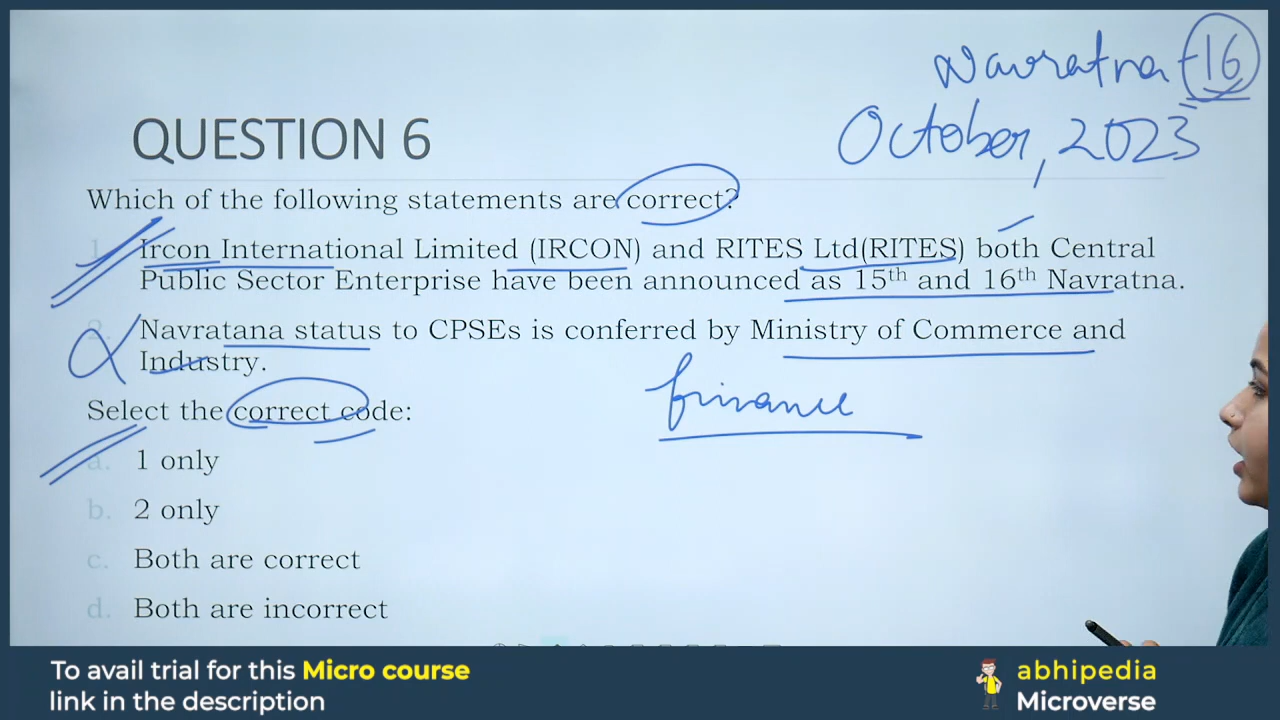 Navratna - 16
October, 2023
QUESTION 6
Which of the following statements are correct?
1. Ircon International Limited (IRCON) and RITES Ltd(RITES) both Central
Public Sector Enterprise have been announced as 15th and 16th Navratna.
2. Navratana status to CPSEs is conferred by Ministry of Commerce and
Industry.
finance
Select the correct code:
a. 1 only
b. 2 only
c. Both are correct
d. Both are incorrect
To avail trial for this Micro course
link in the description
abhipedia
Microverse